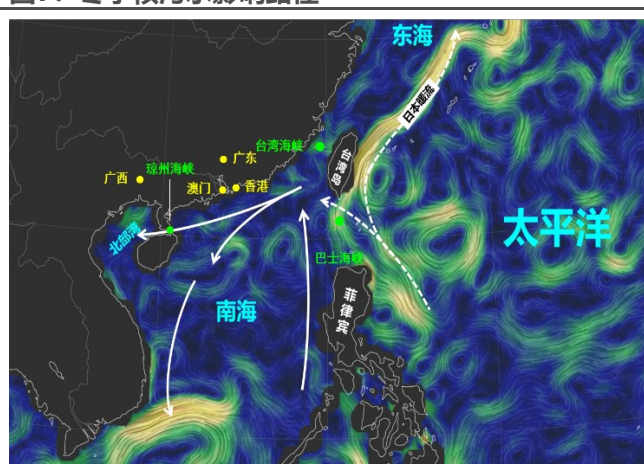 东海
日本暖流
台湾海峡
台湾岛
广东
琼州海峡
广西
澳门
香港
北部湾
太平洋
巴士海峡
南海
菲律宾